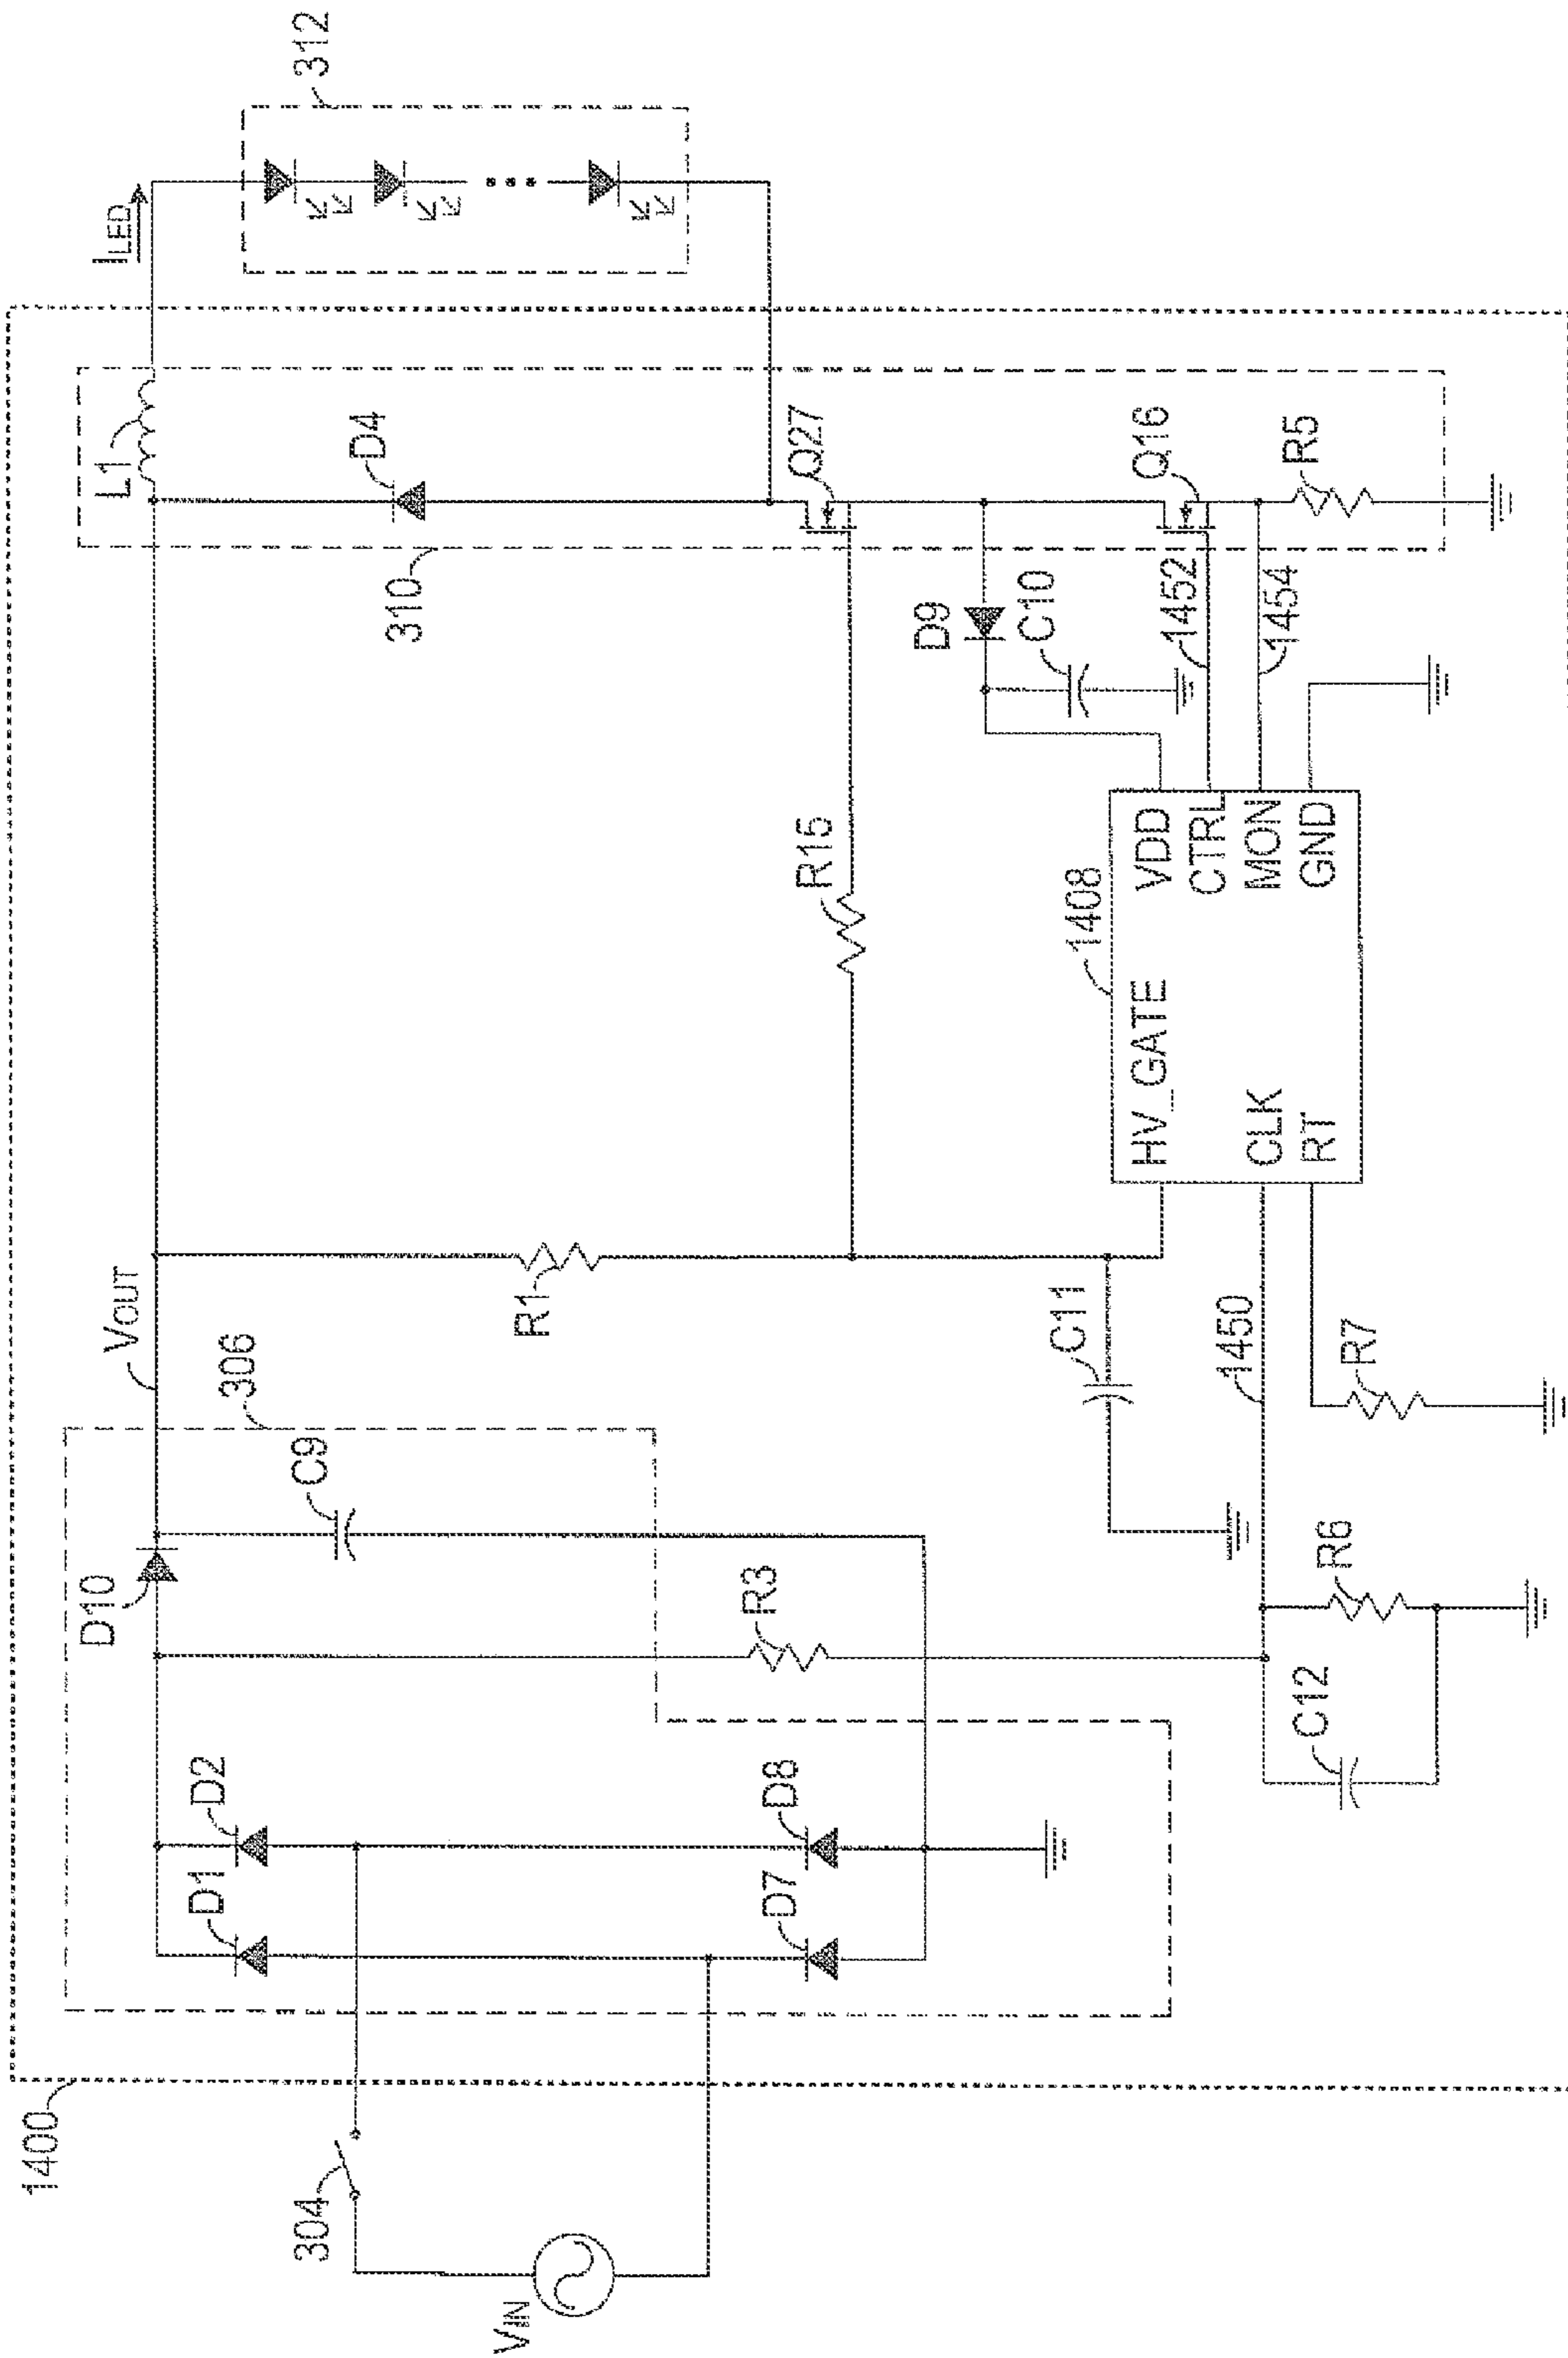 1400
304
VIN
D1
D2
D7
D8
D10
306
C9
VOUT
R3
R1
C12
R6
C11
1450
R7
1408
HV_GATE
CLK
RT
VDD
CTRL
MON
GND
R15
310
L1
D4
D9
C10
Q27
Q16
1452
1454
R5
ILED
312